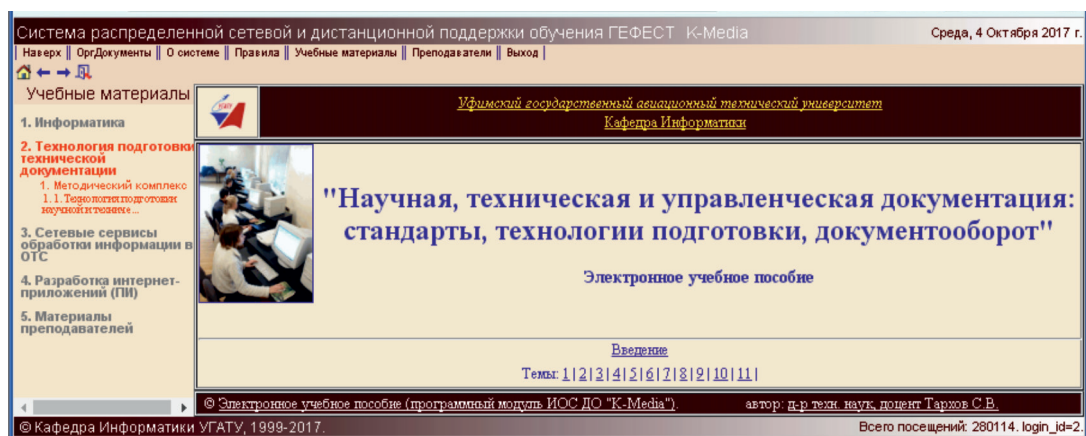 Система распределенной сетевой и дистанционной поддержки обучения ГЕФЕСТ K-Media
Среда, 4 Октября 2017 г.
| Наверх || ОргДокументы || О системе || Правила || Учебные материалы || Преподаватели || Выход |
Учебные материалы
1. Информатика
2. Технология подготовки
технической
документации
1. Методический комплекс
1.1. Технология подготовки
научной и техниче...
3. Сетевые сервисы
обработки информации в
ОТС
4. Разработка интернет-
приложений (ПИ)
5. Материалы
преподавателей
УГАТУ
Уфимский государственный авиационный технический университет
Кафедра Информатики
"Научная, техническая и управленческая документация:
стандарты, технологии подготовки, документооборот"
Электронное учебное пособие
Введение
Темы: 1 | 2 | 3 | 4 | 5 | 6 | 7 | 8 | 9 | 10 | 11 |
© Электронное учебное пособие (программный модуль ИОС ДО "K-Media").
автор: д-р техн. наук, доцент Тархов С.В.
© Кафедра Информатики УГАТУ, 1999-2017.
Всего посещений: 280114. login_id=2.